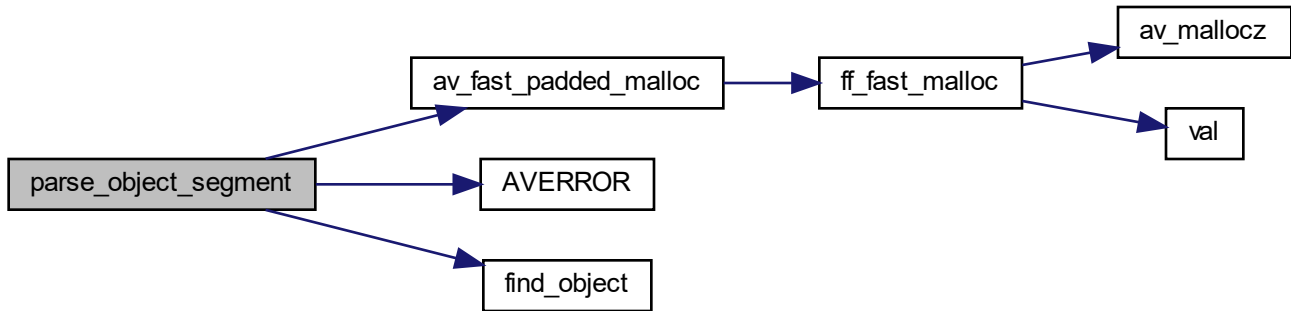 parse_object_segment
av_fast_padded_malloc
AVERROR
find_object
ff_fast_malloc
av_mallocz
val